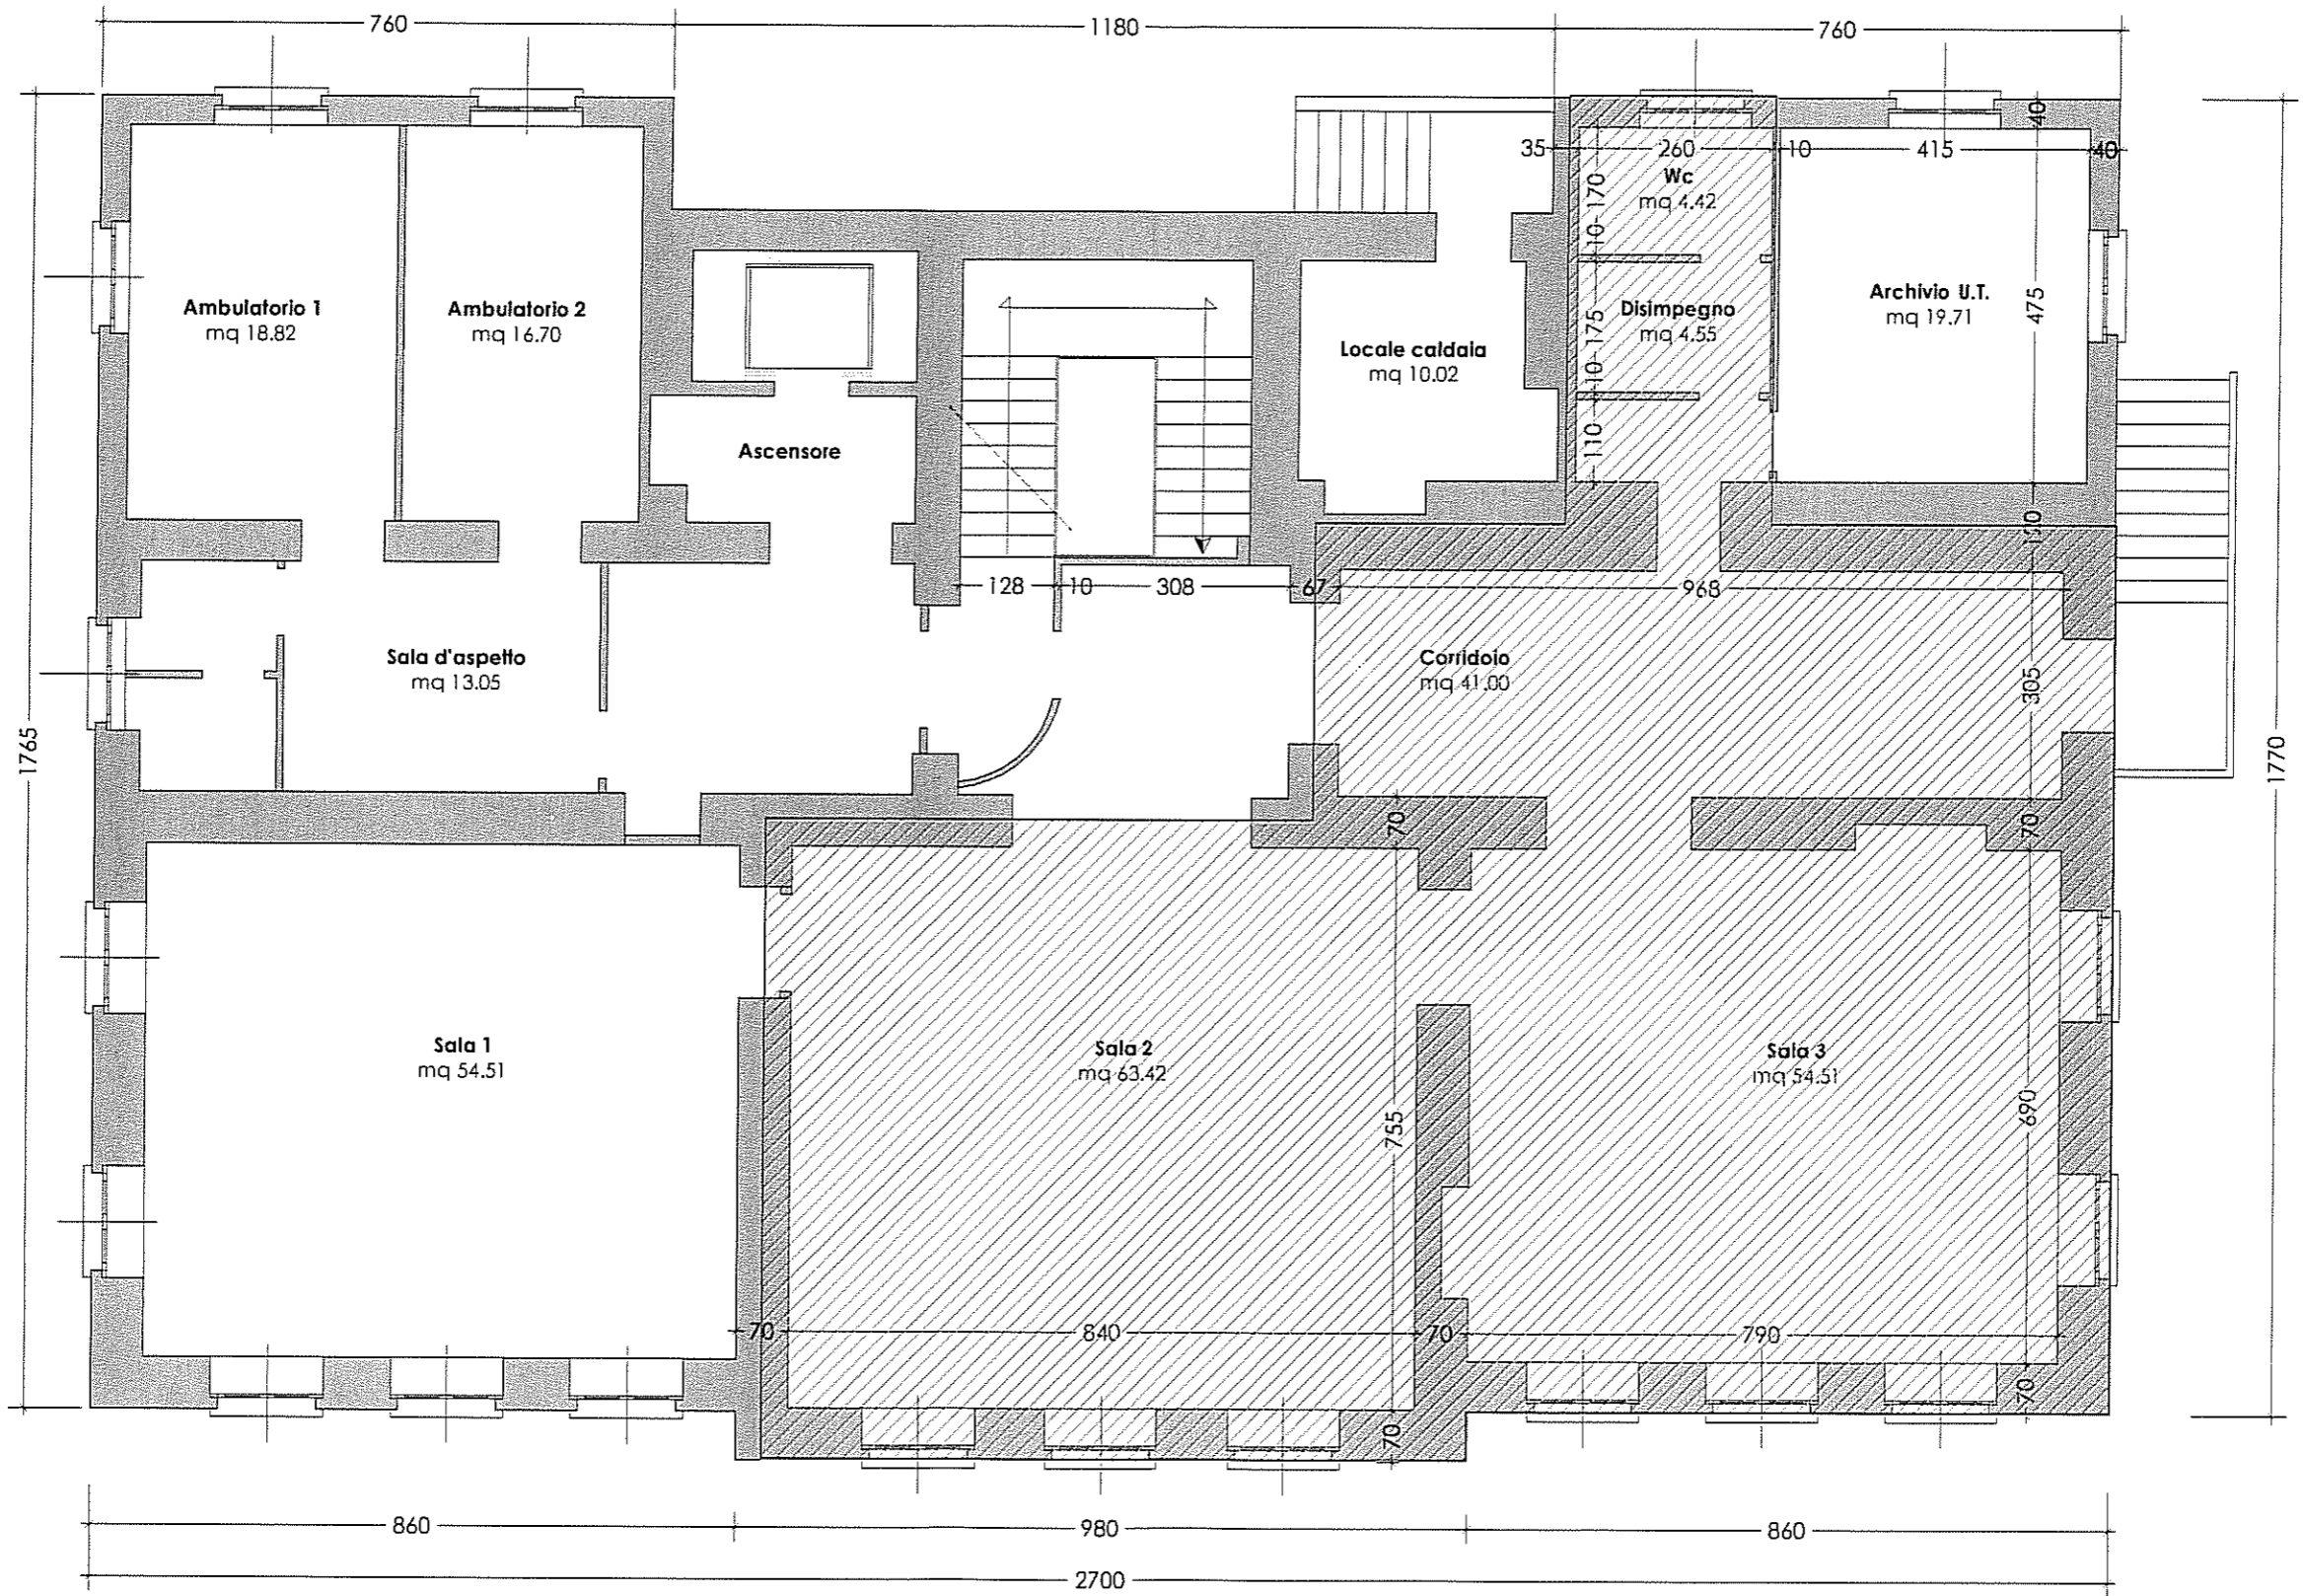 760
1180
760
40
35
260
10
415
40
Wc
mq 4.42
170
10
Ambulatorio 1
mq 18.82
Ambulatorio 2
mq 16.70
Disimpegno
mq 4.55
175
10
110
Archivio U.T.
mq 19.71
475
Locale caldaia
mq 10.02
Ascensore
128
10
308
67
968
Sala d'aspetto
mq 13.05
Corridoio
mq 41.00
305
1765
1770
70
70
Sala 1
mq 54.51
Sala 2
mq 63.42
Sala 3
mq 54.51
755
690
70
840
70
790
70
70
860
980
860
2700